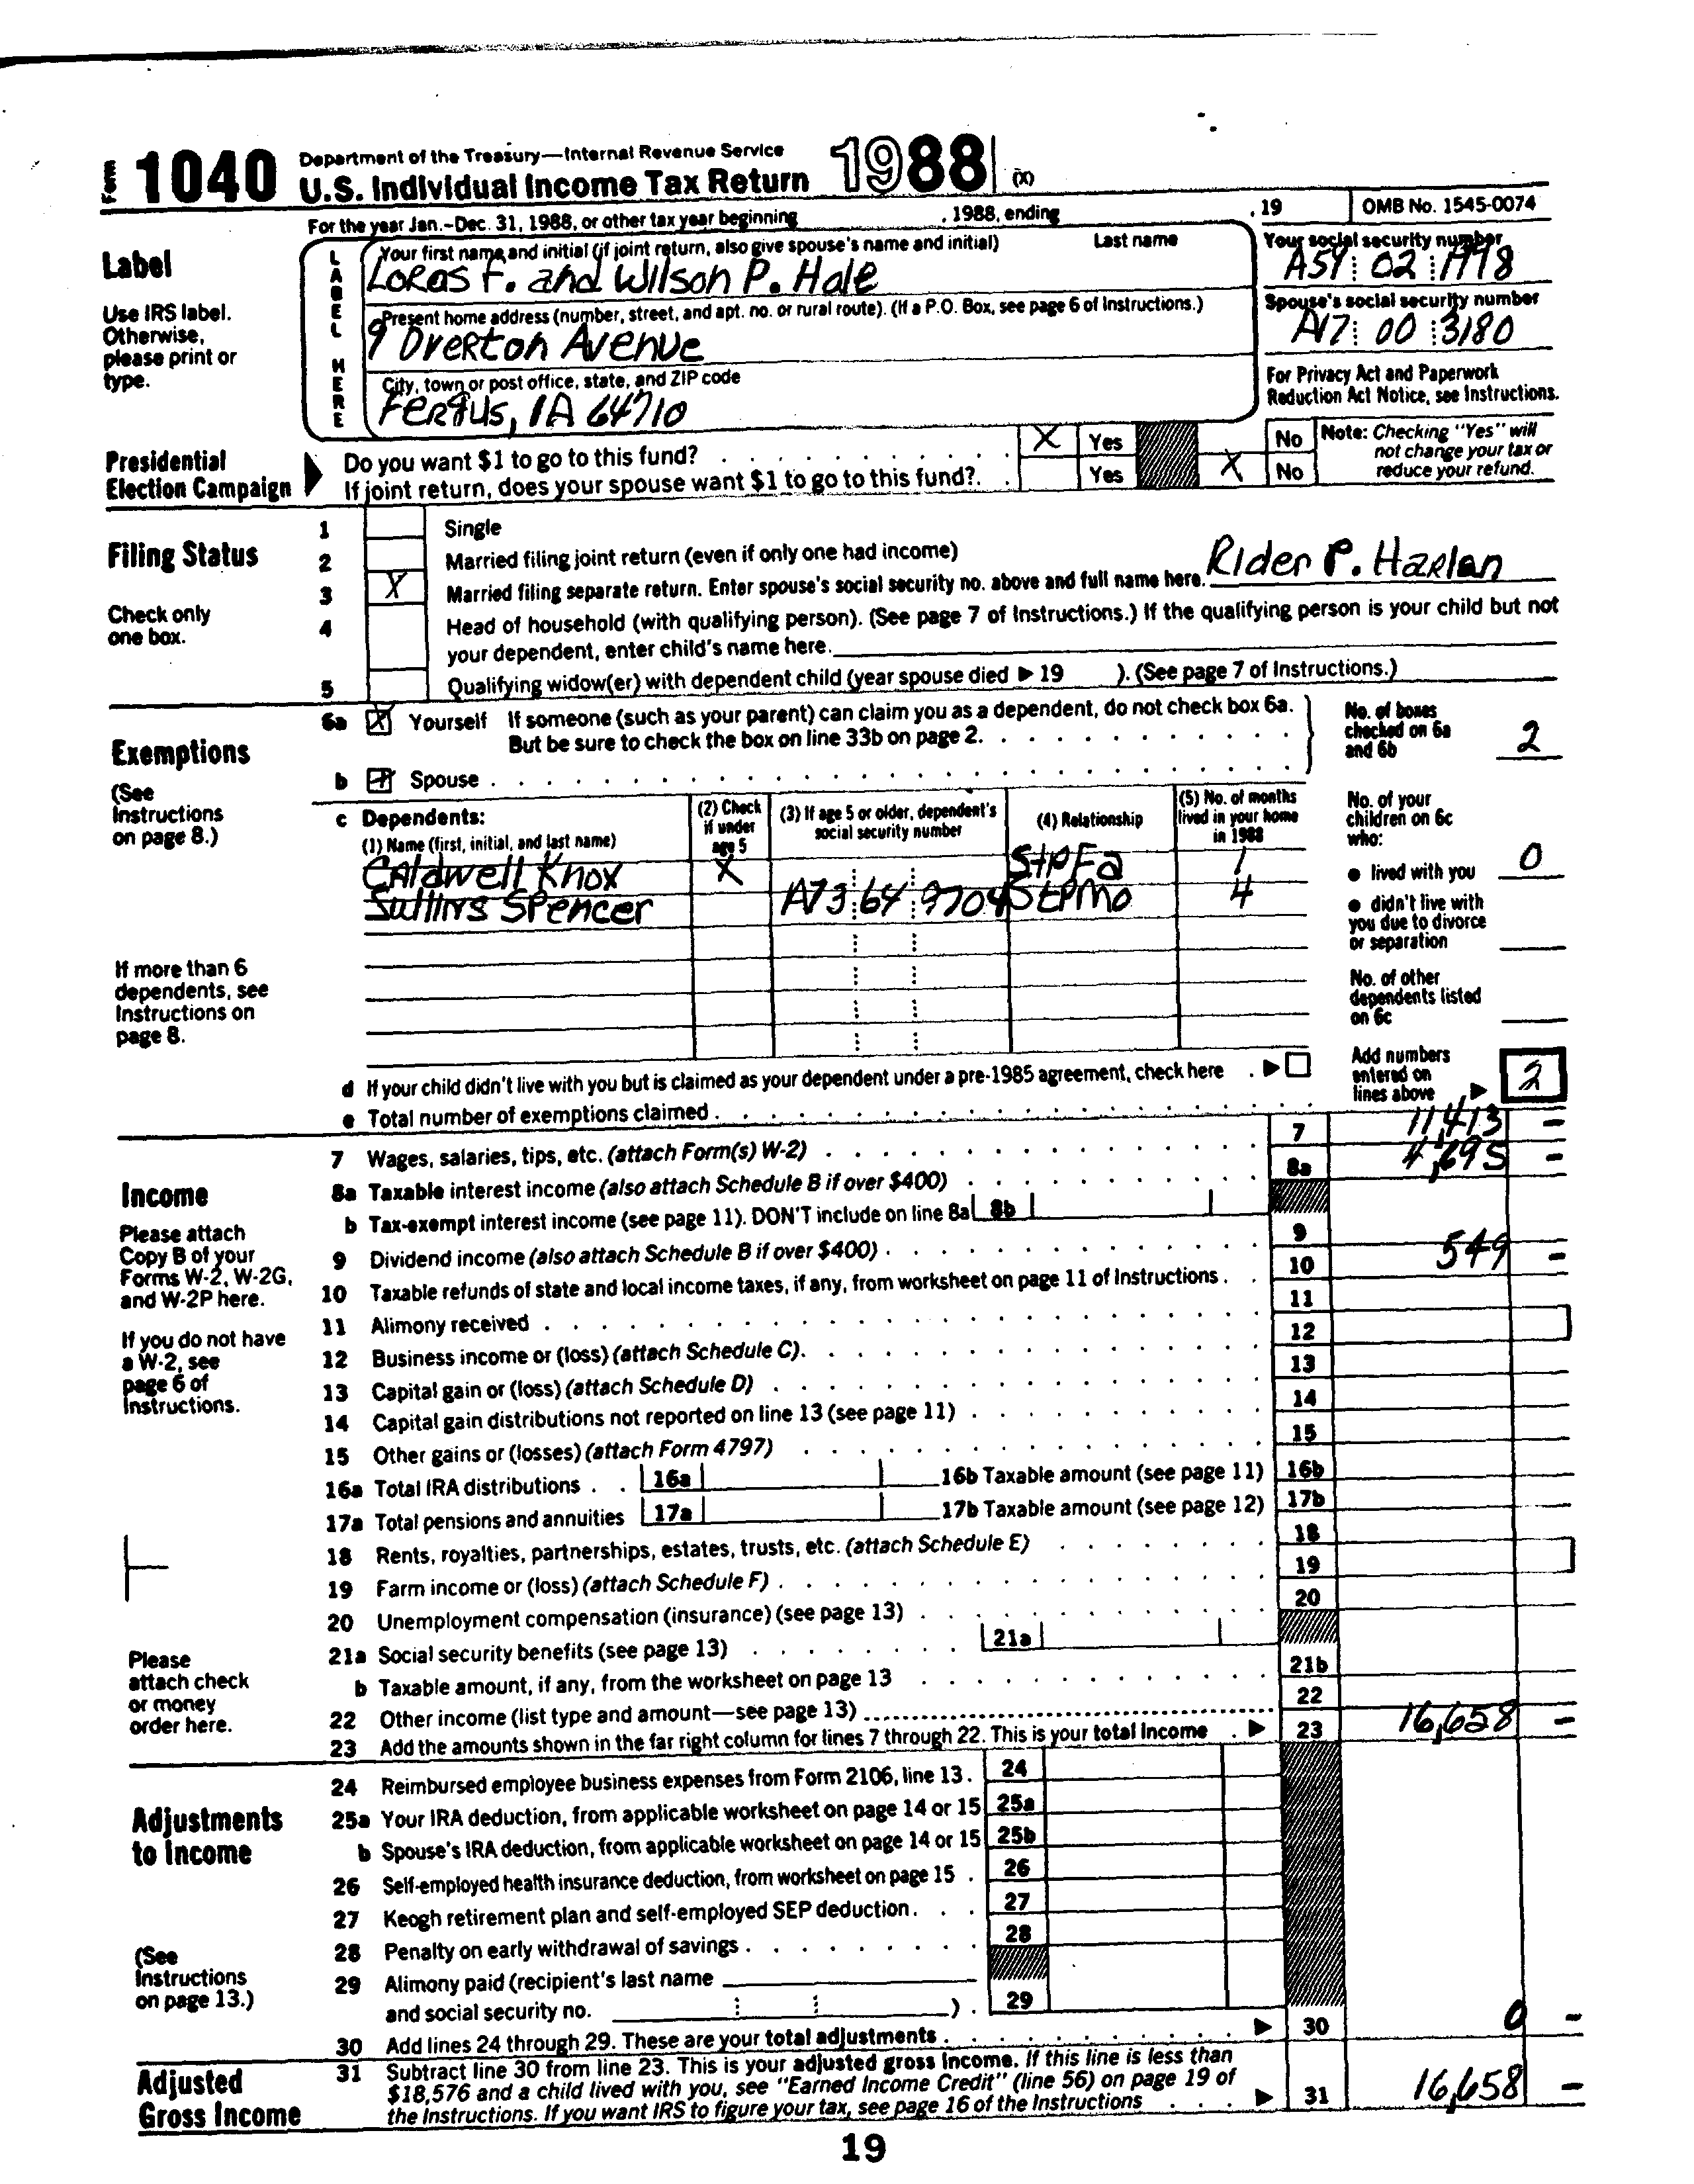 Form 1040 Department of the Treasury—Internal Revenue Service
U.S. Individual Income Tax Return 1988 (X)
For the year Jan.–Dec. 31, 1988, or other tax year beginning , 1988, ending , 19 OMB No. 1545-0074
Label
Use IRS label.
Otherwise,
please print or
type.
LABEL HERE
Your first name and initial (if joint return, also give spouse's name and initial) Last name
Loras F. and Wilson P. Hale
Your social security number
02
Present home address (number, street, and apt. no. or rural route). (If a P.O. Box, see page 6 of Instructions.)
9 Overton Avenue
Spouse's social security number
00 3180
City, town or post office, state, and ZIP code
Fergus, IA 64710
For Privacy Act and Paperwork
Reduction Act Notice, see Instructions.
Presidential
Election Campaign
Do you want $1 to go to this fund? X Yes No
If joint return, does your spouse want $1 to go to this fund? Yes X No
Note: Checking "Yes" will
not change your tax or
reduce your refund.
Filing Status
Check only
one box.
1 Single
2 Married filing joint return (even if only one had income)
3 X Married filing separate return. Enter spouse's social security no. above and full name here. Rider P. Harlan
4 Head of household (with qualifying person). (See page 7 of Instructions.) If the qualifying person is your child but not
your dependent, enter child's name here.
5 Qualifying widow(er) with dependent child (year spouse died ▶ 19 ). (See page 7 of Instructions.)
Exemptions
(See
Instructions
on page 8.)
6a X Yourself If someone (such as your parent) can claim you as a dependent, do not check box 6a.
But be sure to check the box on line 33b on page 2.
b Spouse
No. of boxes
checked on 6a
and 6b 2
c Dependents:
(1) Name (first, initial, and last name)
(2) Check
if under
age 5
(3) If age 5 or older, dependent's
social security number
(4) Relationship
(5) No. of months
lived in your home
in 1988
Caldwell Knox X StPFa 1
Sullins Spencer 64 StPMo 4
No. of your
children on 6c
who:
● lived with you 0
● didn't live with
you due to divorce
or separation
No. of other
dependents listed
on 6c
If more than 6
dependents, see
Instructions on
page 8.
d If your child didn't live with you but is claimed as your dependent under a pre-1985 agreement, check here ▶
e Total number of exemptions claimed
Add numbers
entered on
lines above ▶ 2
Income
Please attach
Copy B of your
Forms W-2, W-2G,
and W-2P here.
If you do not have
a W-2, see
page 6 of
Instructions.
Please
attach check
or money
order here.
7 Wages, salaries, tips, etc. (attach Form(s) W-2) 7 11,413 –
8a Taxable interest income (also attach Schedule B if over $400) 8a 4,695 –
b Tax-exempt interest income (see page 11). DON'T include on line 8a 8b
9 Dividend income (also attach Schedule B if over $400) 9
10 Taxable refunds of state and local income taxes, if any, from worksheet on page 11 of Instructions 10 549 –
11 Alimony received 11
12 Business income or (loss) (attach Schedule C) 12
13 Capital gain or (loss) (attach Schedule D) 13
14 Capital gain distributions not reported on line 13 (see page 11) 14
15 Other gains or (losses) (attach Form 4797) 15
16a Total IRA distributions 16a 16b Taxable amount (see page 11) 16b
17a Total pensions and annuities 17a 17b Taxable amount (see page 12) 17b
18 Rents, royalties, partnerships, estates, trusts, etc. (attach Schedule E) 18
19 Farm income or (loss) (attach Schedule F) 19
20 Unemployment compensation (insurance) (see page 13) 20
21a Social security benefits (see page 13) 21a
b Taxable amount, if any, from the worksheet on page 13 21b
22 Other income (list type and amount—see page 13) 22
23 Add the amounts shown in the far right column for lines 7 through 22. This is your total income ▶ 23 16,658 –
Adjustments
to Income
(See
Instructions
on page 13.)
24 Reimbursed employee business expenses from Form 2106, line 13. 24
25a Your IRA deduction, from applicable worksheet on page 14 or 15 25a
b Spouse's IRA deduction, from applicable worksheet on page 14 or 15 25b
26 Self-employed health insurance deduction, from worksheet on page 15 26
27 Keogh retirement plan and self-employed SEP deduction 27
28 Penalty on early withdrawal of savings 28
29 Alimony paid (recipient's last name
and social security no. ) 29
30 Add lines 24 through 29. These are your total adjustments ▶ 30 0 –
Adjusted
Gross Income
31 Subtract line 30 from line 23. This is your adjusted gross income. If this line is less than
$18,576 and a child lived with you, see "Earned Income Credit" (line 56) on page 19 of
the Instructions. If you want IRS to figure your tax, see page 16 of the Instructions ▶ 31 16,658 –
19